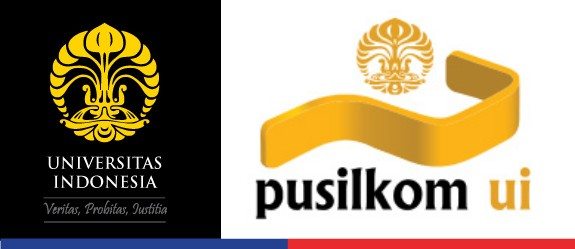 UNIVERSITAS
INDONESIA
Veritas, Probitas, Iustitia
pusilkom ui